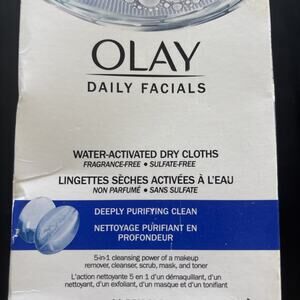 OLAY
DAILY FACIALS
WATER-ACTIVATED DRY CLOTHS
FRAGRANCE-FREE • SULFATE-FREE
LINGETTES SÈCHES ACTIVÉES À L'EAU
NON PARFUMÉ • SANS SULFATE
DEEPLY PURIFYING CLEAN
NETTOYAGE PURIFIANT EN
PROFONDEUR
5-in-1 cleansing power of a makeup
remover, cleanser, scrub, mask, and toner
L'action nettoyante 5 en 1 d'un démaquillant, d'un
nettoyant, d'un exfoliant, d'un masque et d'un tonifiant